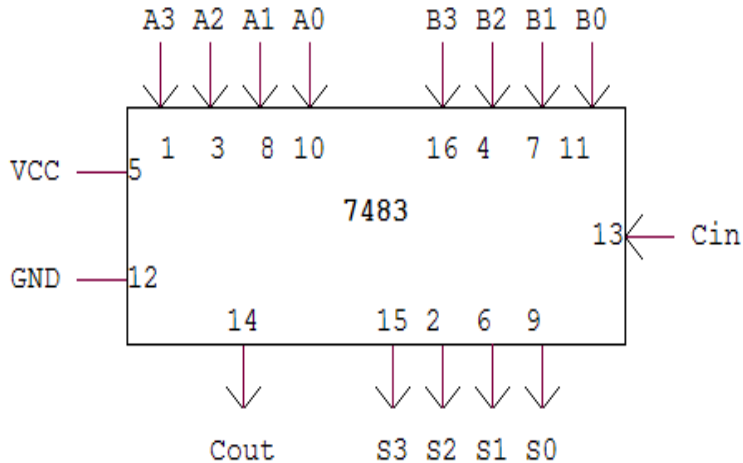 A3 A2 A1 A0 B3 B2 B1 B0
1 3 8 10 16 4 7 11
VCC 5
7483
13 Cin
GND 12
14 15 2 6 9
Cout S3 S2 S1 S0